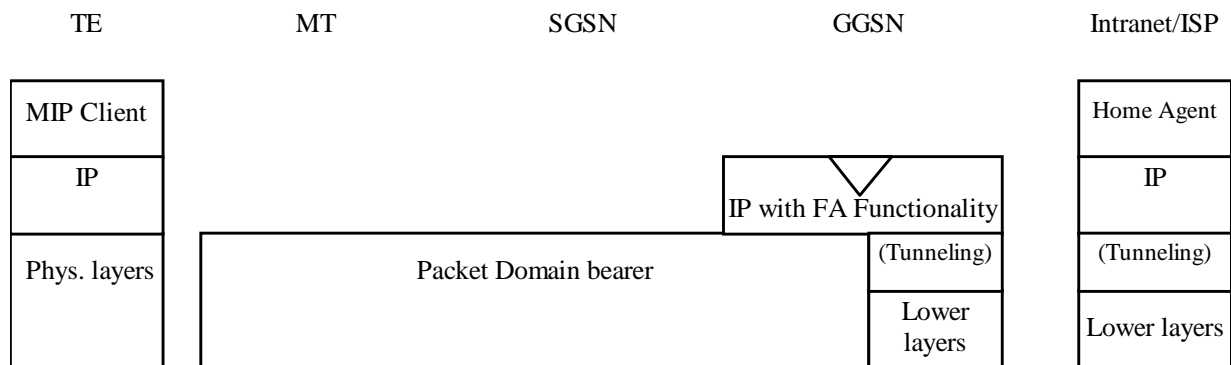 TE MT SGSN GGSN Intranet/ISP
MIP Client Home Agent
IP IP
IP with FA Functionality
Phys. layers Packet Domain bearer (Tunneling) (Tunneling)
Lower
layers Lower layers